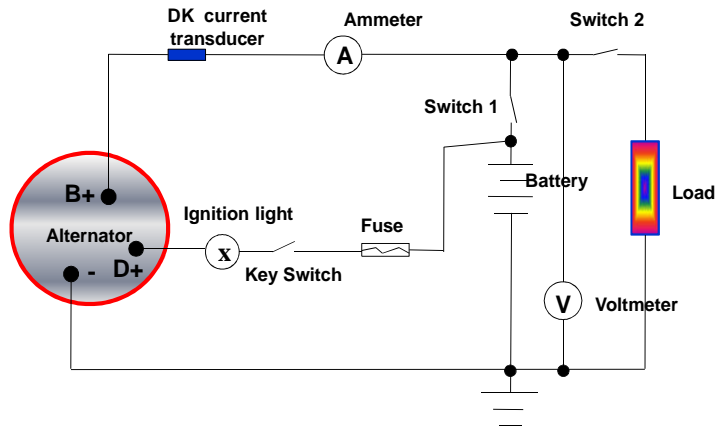 DK current
transducer
Ammeter
Switch 2
A
Switch 1
B+
Battery
Load
Ignition light
Fuse
Alternator
D+
x
Key Switch
-
V
Voltmeter